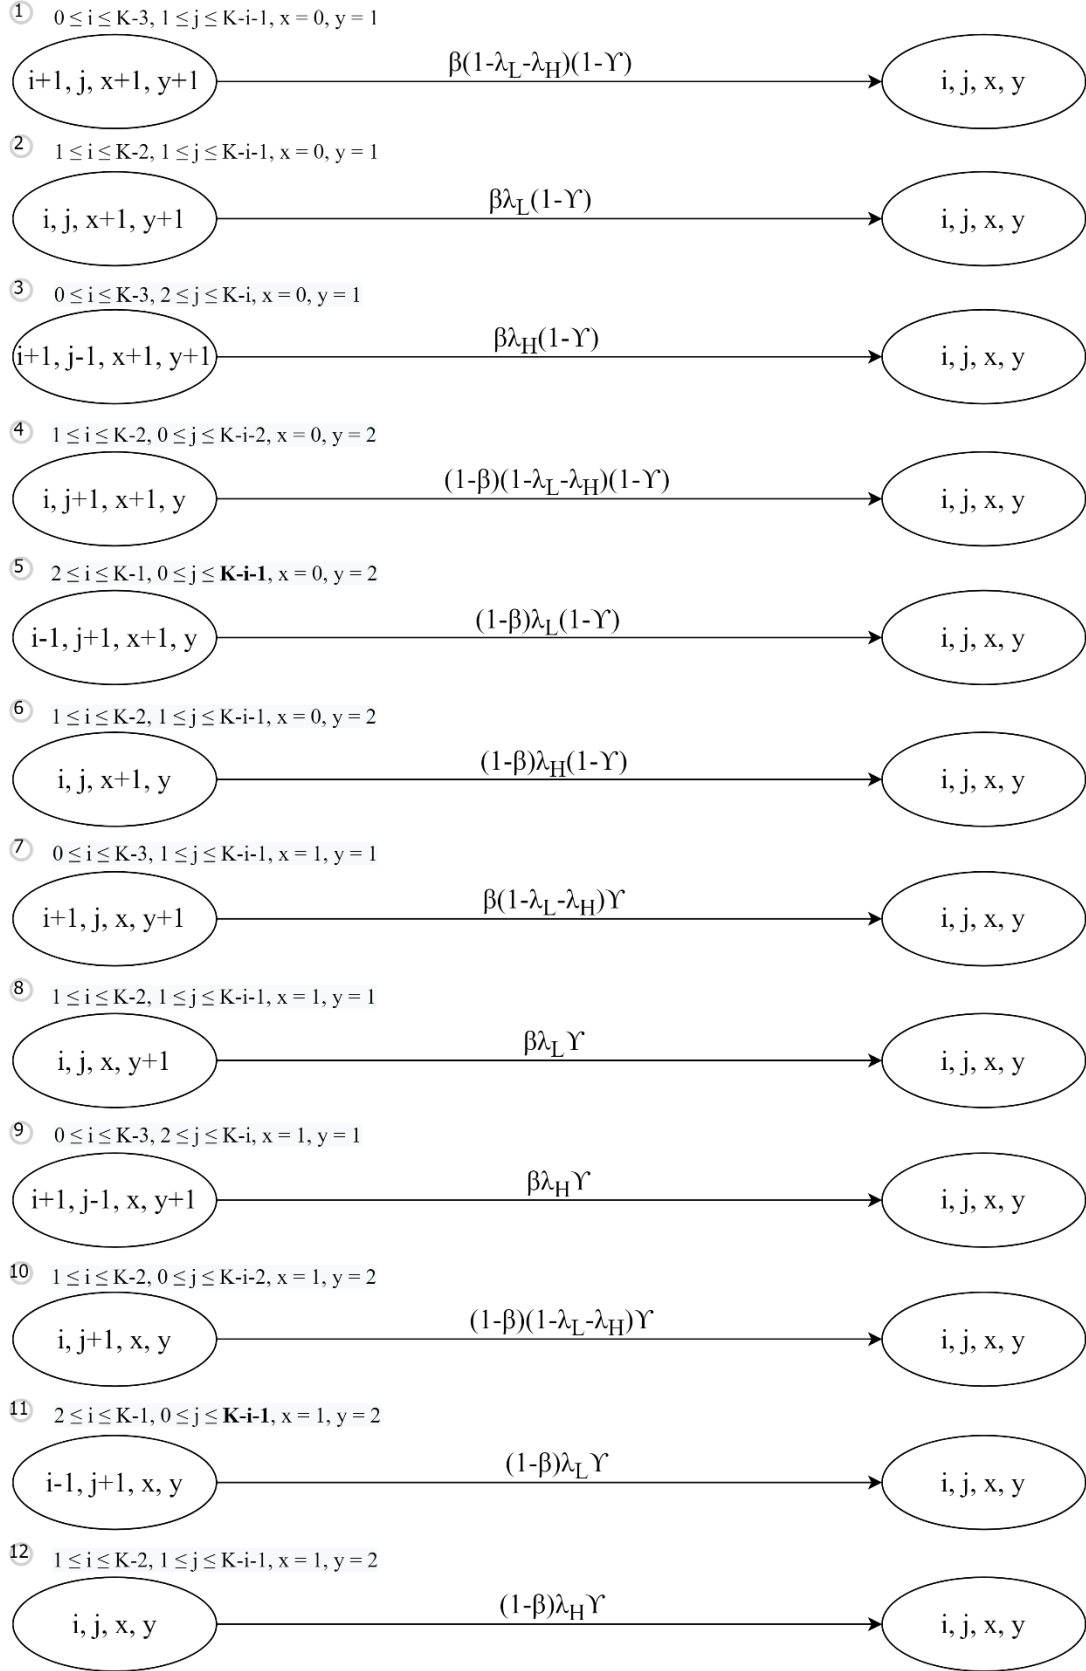 1 0 ≤ i ≤ K-3, 1 ≤ j ≤ K-i-1, x = 0, y = 1
i+1, j, x+1, y+1 β(1-λL-λH)(1-ϒ) i, j, x, y
2 1 ≤ i ≤ K-2, 1 ≤ j ≤ K-i-1, x = 0, y = 1
i, j, x+1, y+1 βλL(1-ϒ) i, j, x, y
3 0 ≤ i ≤ K-3, 2 ≤ j ≤ K-i, x = 0, y = 1
i+1, j-1, x+1, y+1 βλH(1-ϒ) i, j, x, y
4 1 ≤ i ≤ K-2, 0 ≤ j ≤ K-i-2, x = 0, y = 2
i, j+1, x+1, y (1-β)(1-λL-λH)(1-ϒ) i, j, x, y
5 2 ≤ i ≤ K-1, 0 ≤ j ≤ K-i-1, x = 0, y = 2
i-1, j+1, x+1, y (1-β)λL(1-ϒ) i, j, x, y
6 1 ≤ i ≤ K-2, 1 ≤ j ≤ K-i-1, x = 0, y = 2
i, j, x+1, y (1-β)λH(1-ϒ) i, j, x, y
7 0 ≤ i ≤ K-3, 1 ≤ j ≤ K-i-1, x = 1, y = 1
i+1, j, x, y+1 β(1-λL-λH)ϒ i, j, x, y
8 1 ≤ i ≤ K-2, 1 ≤ j ≤ K-i-1, x = 1, y = 1
i, j, x, y+1 βλLϒ i, j, x, y
9 0 ≤ i ≤ K-3, 2 ≤ j ≤ K-i, x = 1, y = 1
i+1, j-1, x, y+1 βλHϒ i, j, x, y
10 1 ≤ i ≤ K-2, 0 ≤ j ≤ K-i-2, x = 1, y = 2
i, j+1, x, y (1-β)(1-λL-λH)ϒ i, j, x, y
11 2 ≤ i ≤ K-1, 0 ≤ j ≤ K-i-1, x = 1, y = 2
i-1, j+1, x, y (1-β)λLϒ i, j, x, y
12 1 ≤ i ≤ K-2, 1 ≤ j ≤ K-i-1, x = 1, y = 2
i, j, x, y (1-β)λHϒ i, j, x, y